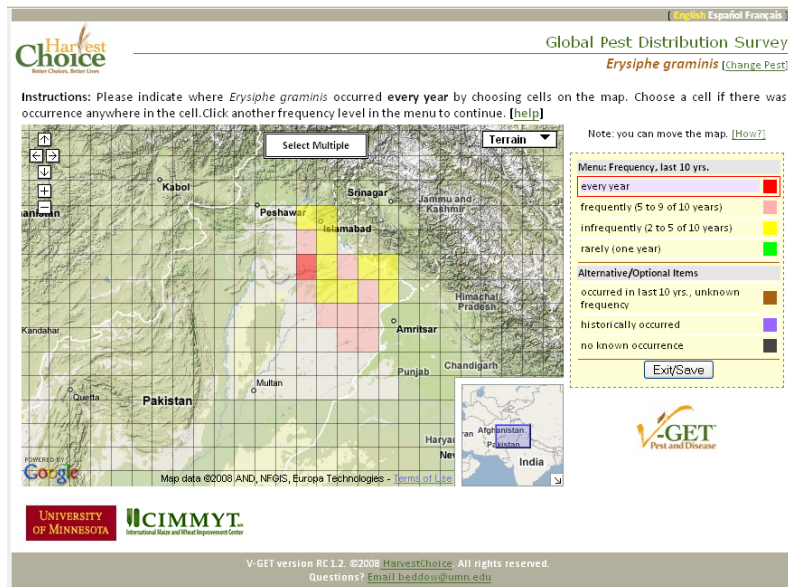 [ English Español Français ]
Harvest
Choice
Better Choices, Better Lives
Global Pest Distribution Survey
Erysiphe graminis [Change Pest]
Instructions: Please indicate where Erysiphe graminis occurred every year by choosing cells on the map. Choose a cell if there was
occurrence anywhere in the cell.Click another frequency level in the menu to continue. [help]
Note: you can move the map. [How?]
Select Multiple
Terrain
Kabol
Peshawar
Srinagar
Jammu and
Kashmir
Islamabad
Himachal
Pradesh
Kandahar
Amritsar
Chandigarh
Punjab
Multan
Quetta
Pakistan
Afghanistan
Pakistan
India
POWERED BY
Google
Map data ©2008 AND, NFGIS, Europa Technologies - Terms of Use
Menu: Frequency, last 10 yrs.
every year
frequently (5 to 9 of 10 years)
infrequently (2 to 5 of 10 years)
rarely (one year)
Alternative/Optional Items
occurred in last 10 yrs., unknown
frequency
historically occurred
no known occurrence
Exit/Save
V-GET
Pest and Disease
UNIVERSITY
OF MINNESOTA
CIMMYT
International Maize and Wheat Improvement Center
V-GET version RC1.2. ©2008 HarvestChoice. All rights reserved.
Questions? Email beddow@umn.edu